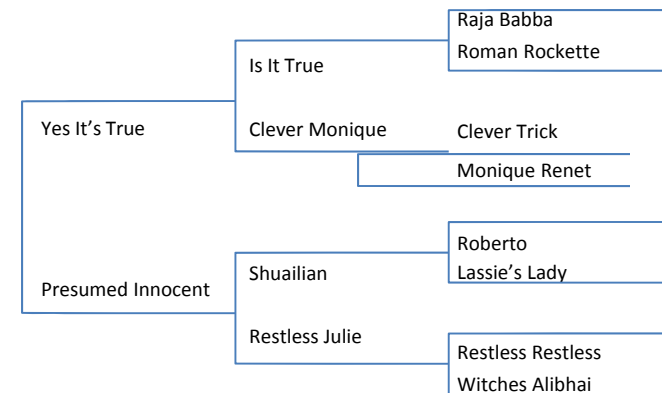 Raja Babba
Roman Rockette
Is It True
Yes It's True
Clever Monique
Clever Trick
Monique Renet
Roberto
Lassie's Lady
Shuailian
Presumed Innocent
Restless Julie
Restless Restless
Witches Alibhai